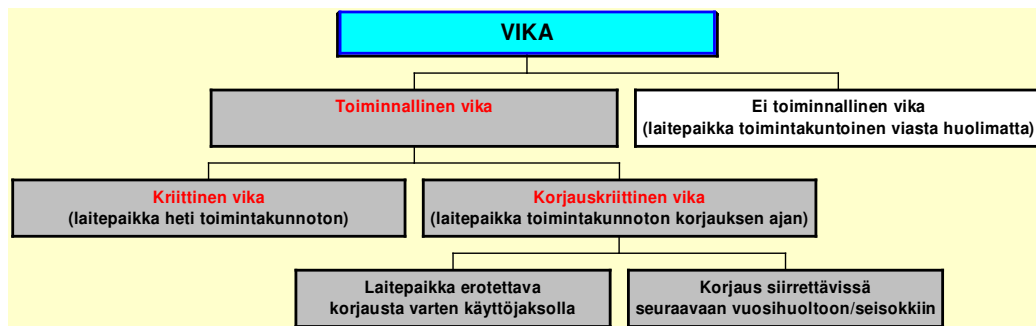 VIKA
Toiminnallinen vika
Ei toiminnallinen vika
(laitepaikka toimintakuntoinen viasta huolimatta)
Kriittinen vika
(laitepaikka heti toimintakunnoton)
Korjauskriittinen vika
(laitepaikka toimintakunnoton korjauksen ajan)
Laitepaikka erotettava
korjausta varten käyttöjaksolla
Korjaus siirrettävissä
seuraavaan vuosihuoltoon/seisokkiin